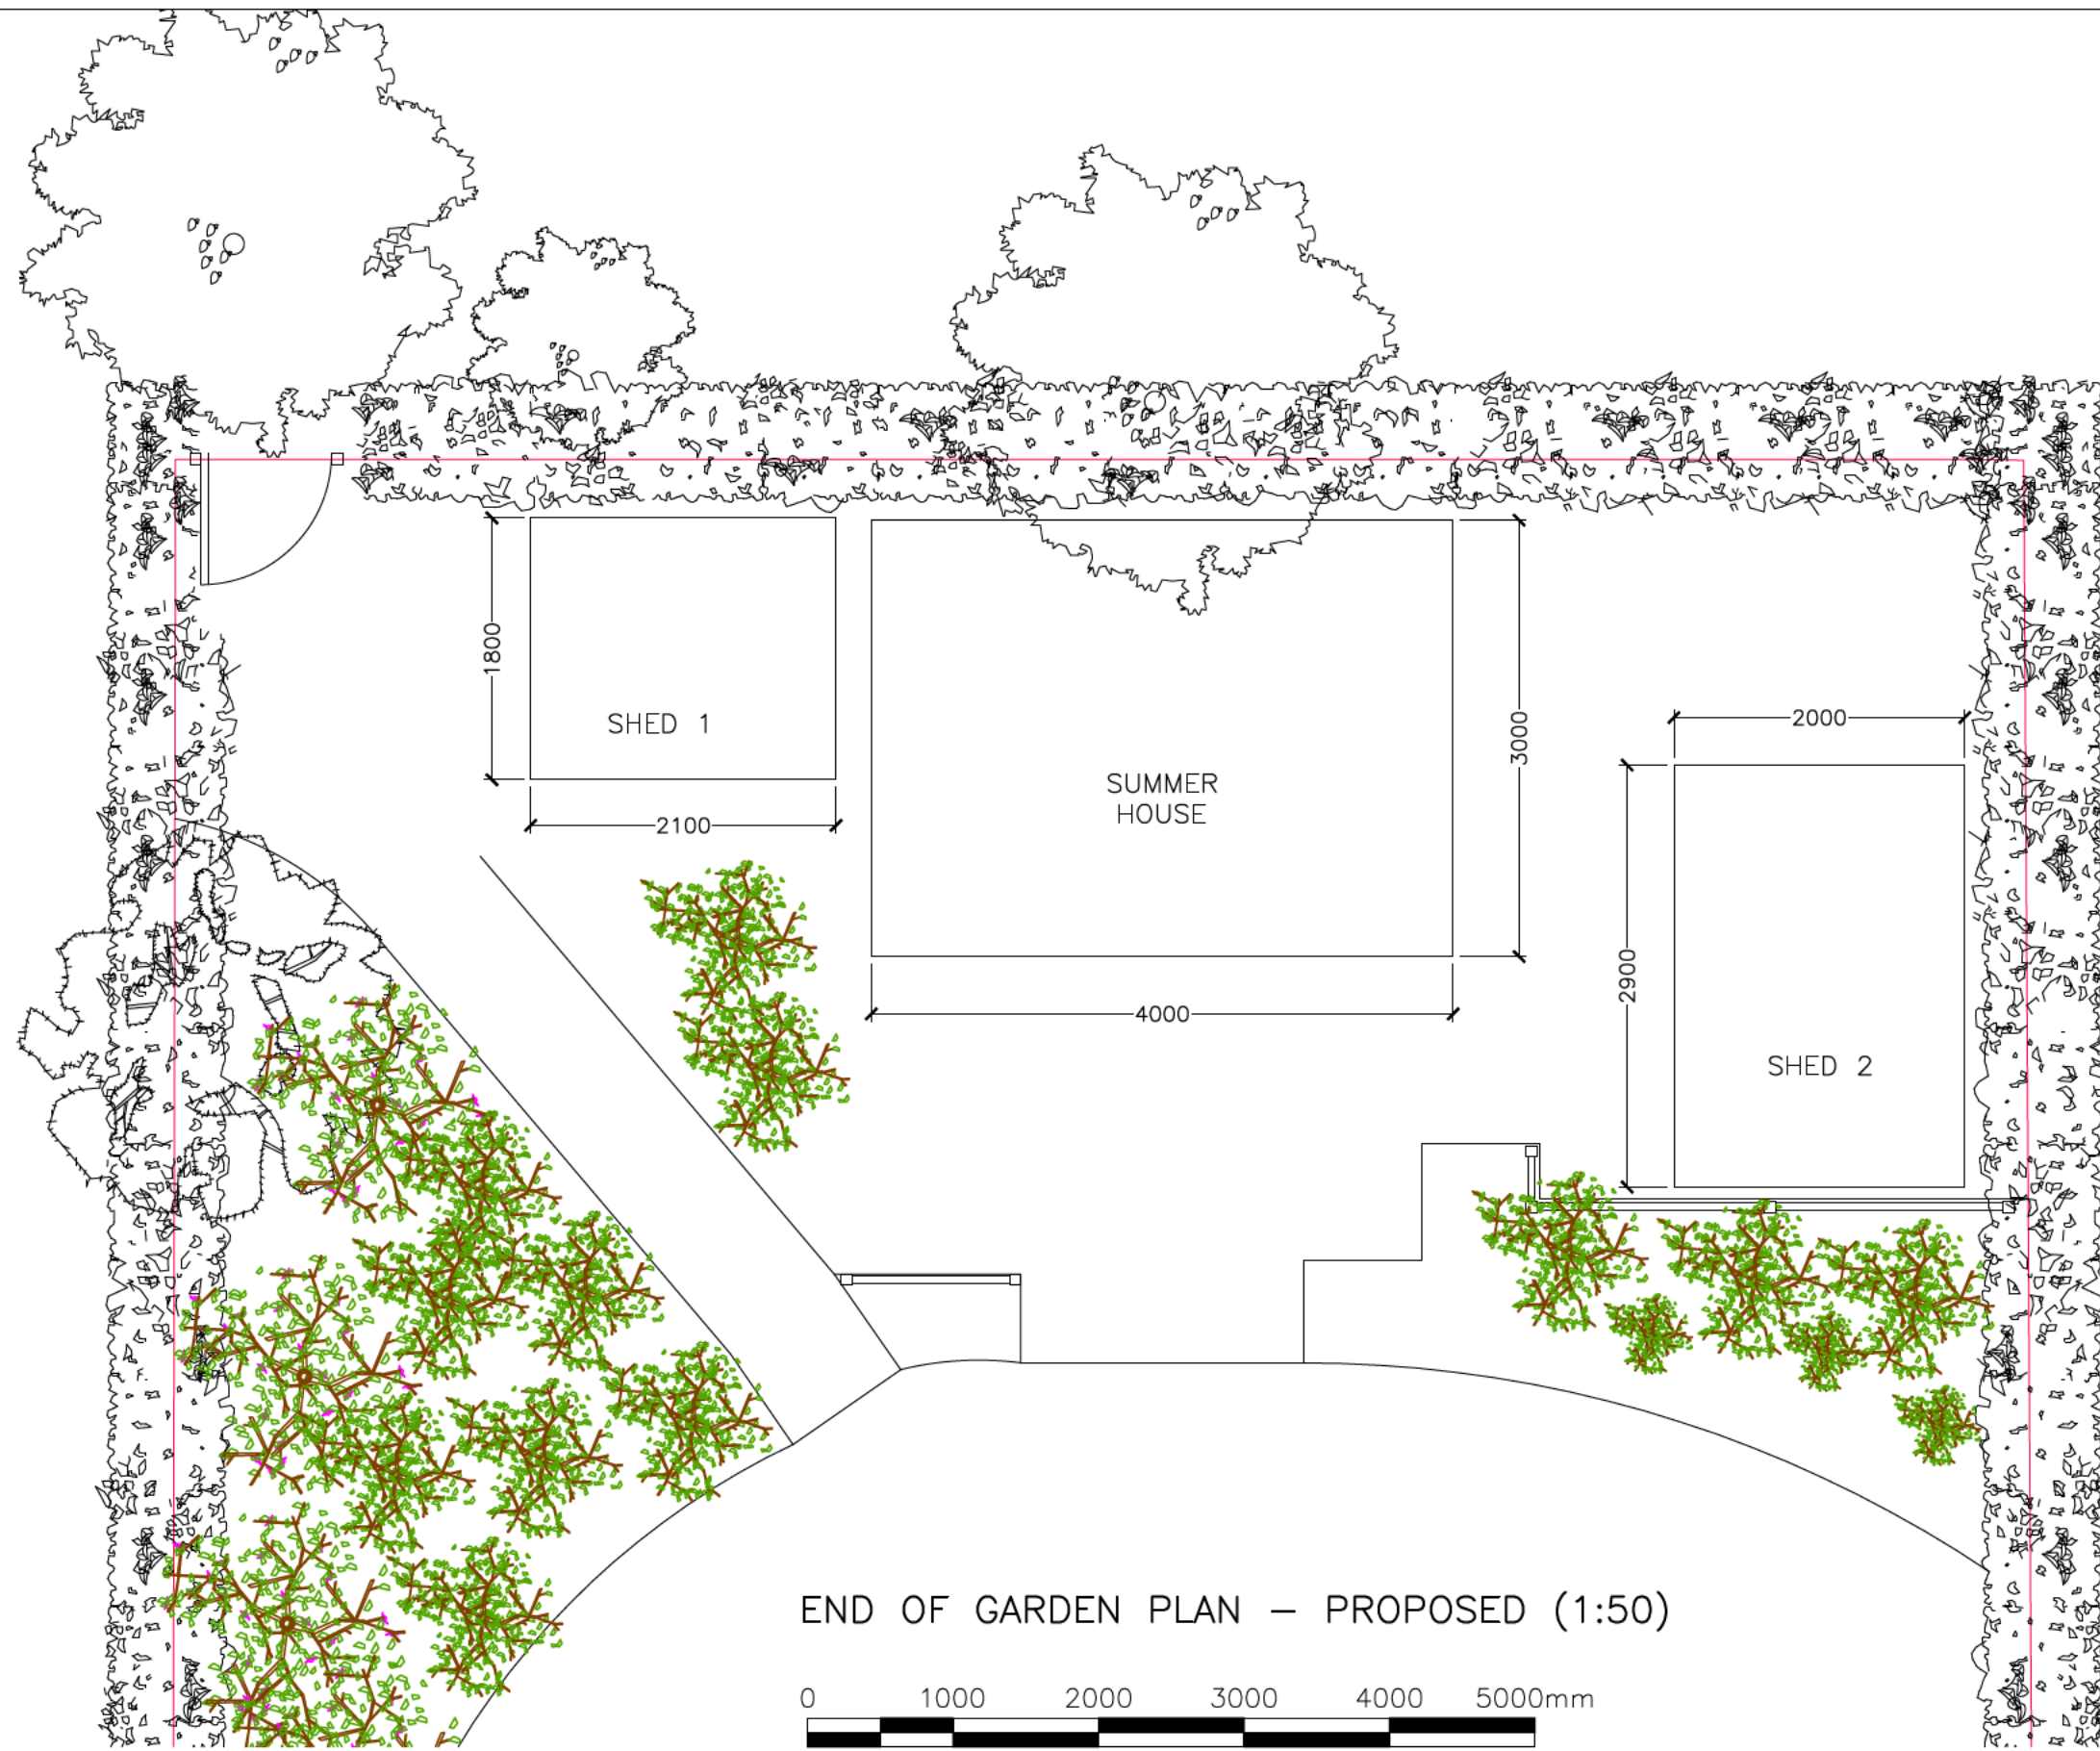 1800
SHED 1
2100
SUMMER
HOUSE
3000
4000
2000
2900
SHED 2
END OF GARDEN PLAN – PROPOSED (1:50)
0 1000 2000 3000 4000 5000mm